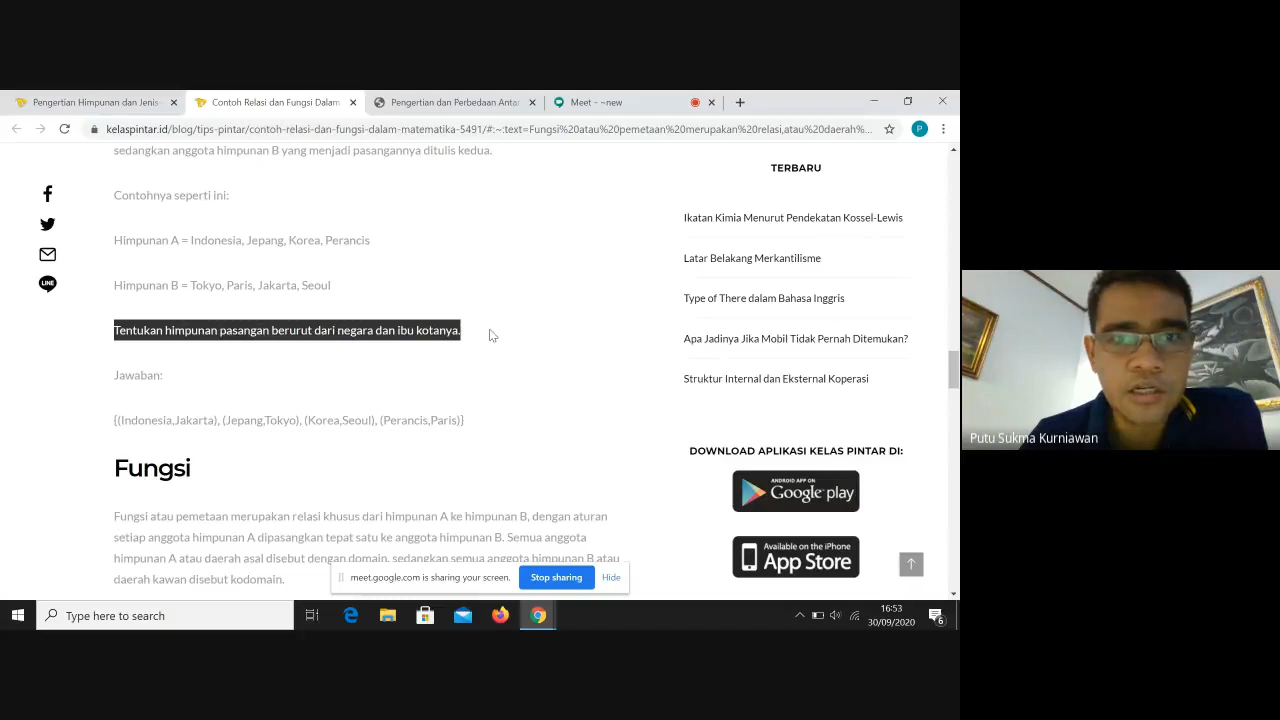 Pengertian Himpunan dan Jenis-
Contoh Relasi dan Fungsi Dalam
Pengertian dan Perbedaan Antar
Meet - ~new
kelaspintar.id/blog/tips-pintar/contoh-relasi-dan-fungsi-dalam-matematika-5491/#:~:text=Fungsi%20atau%20pemetaan%20merupakan%20relasi,atau%20daerah%...
P
sedangkan anggota himpunan B yang menjadi pasangannya ditulis kedua.
Contohnya seperti ini:
Himpunan A = Indonesia, Jepang, Korea, Perancis
Himpunan B = Tokyo, Paris, Jakarta, Seoul
Tentukan himpunan pasangan berurut dari negara dan ibu kotanya.
Jawaban:
{(Indonesia,Jakarta), (Jepang,Tokyo), (Korea,Seoul), (Perancis,Paris)}
Fungsi
Fungsi atau pemetaan merupakan relasi khusus dari himpunan A ke himpunan B, dengan aturan
setiap anggota himpunan A dipasangkan tepat satu ke anggota himpunan B. Semua anggota
himpunan A atau daerah asal disebut dengan domain, sedangkan semua anggota himpunan B atau
daerah kawan disebut kodomain.
LINE
TERBARU
Ikatan Kimia Menurut Pendekatan Kossel-Lewis
Latar Belakang Merkantilisme
Type of There dalam Bahasa Inggris
Apa Jadinya Jika Mobil Tidak Pernah Ditemukan?
Struktur Internal dan Eksternal Koperasi
DOWNLOAD APLIKASI KELAS PINTAR DI:
ANDROID APP ON
Google play
Available on the iPhone
App Store
meet.google.com is sharing your screen.
Stop sharing
Hide
Type here to search
16:53
30/09/2020
6
Putu Sukma Kurniawan